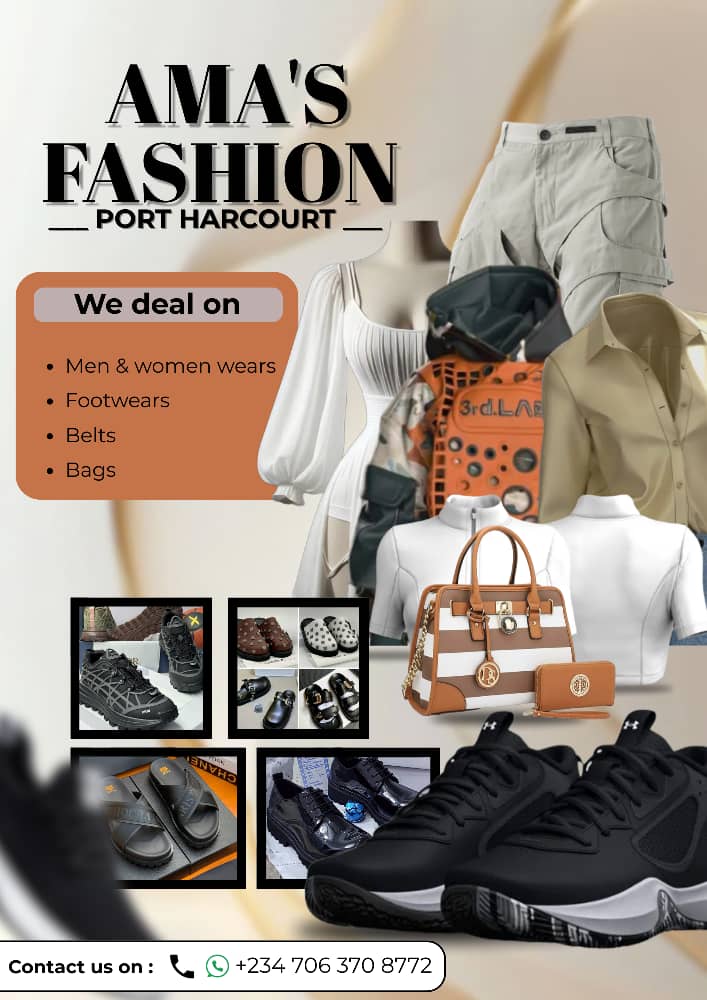 AMA'S
FASHION
PORT HARCOURT
We deal on
Men & women wears
Footwears
Belts
Bags
3rd.LAB
CHANEL
Contact us on :
+234 706 370 8772